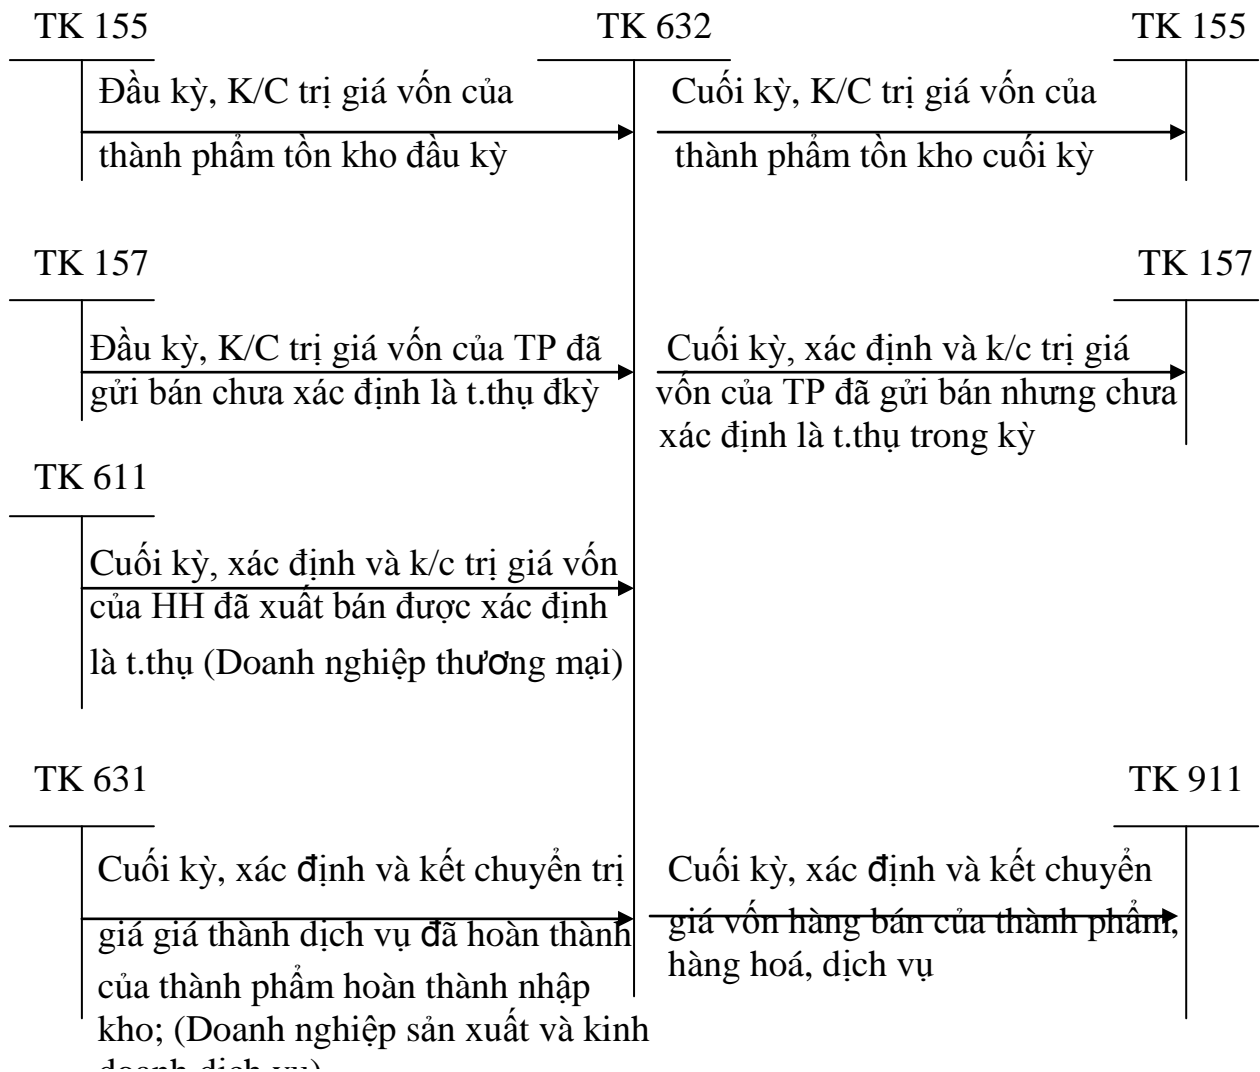 TK 155
TK 632
TK 155
Đầu kỳ, K/C trị giá vốn của
thành phẩm tồn kho đầu kỳ
Cuối kỳ, K/C trị giá vốn của
thành phẩm tồn kho cuối kỳ
TK 157
TK 157
Đầu kỳ, K/C trị giá vốn của TP đã
gửi bán chưa xác định là t.thụ đkỳ
Cuối kỳ, xác định và k/c trị giá
vốn của TP đã gửi bán nhưng chưa
xác định là t.thụ trong kỳ
TK 611
Cuối kỳ, xác định và k/c trị giá vốn
của HH đã xuất bán được xác định
là t.thụ (Doanh nghiệp thương mại)
TK 631
TK 911
Cuối kỳ, xác định và kết chuyển trị
giá giá thành dịch vụ đã hoàn thành
của thành phẩm hoàn thành nhập
kho; (Doanh nghiệp sản xuất và kinh
doanh dịch vụ)
Cuối kỳ, xác định và kết chuyển
giá vốn hàng bán của thành phẩm,
hàng hoá, dịch vụ